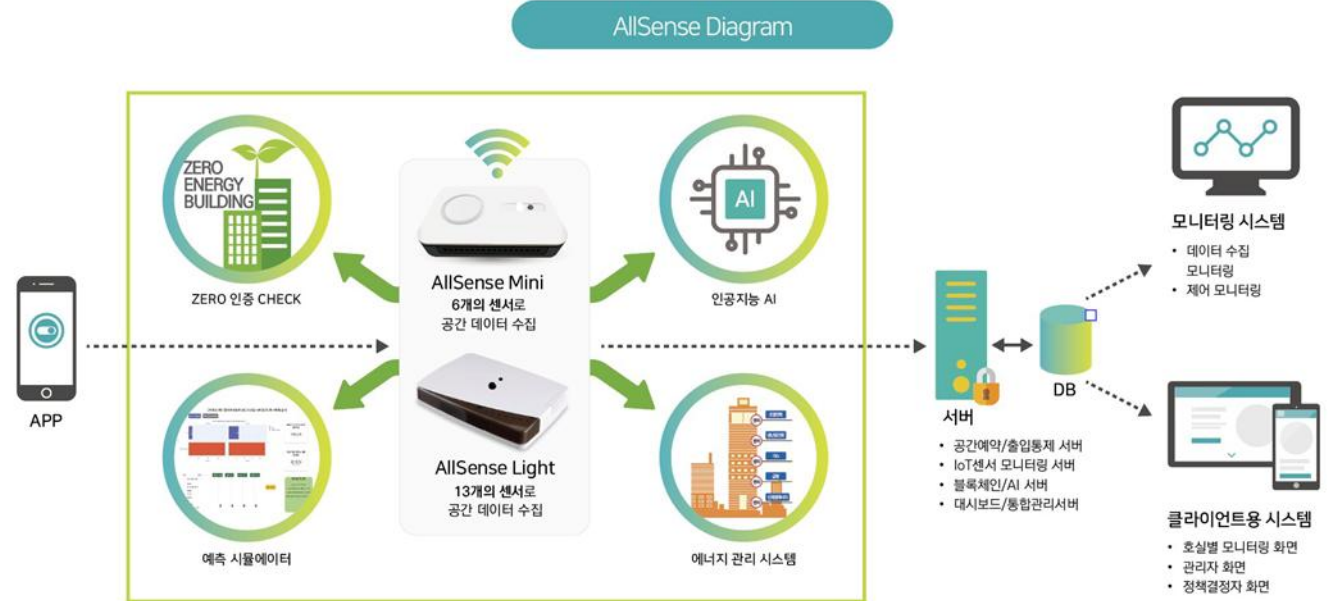 AllSense Diagram
ZERO
ENERGY
BUILDING
ZERO 인증 CHECK
AllSense Mini
6개의 센서로
공간 데이터 수집
AI
인공지능 AI
APP
예측 시뮬에이터
AllSense Light
13개의 센서로
공간 데이터 수집
에너지 관리 시스템
서버
• 공간예약/출입통제 서버
• IoT센서 모니터링 서버
• 블록체인/AI 서버
• 대시보드/통합관리서버
DB
모니터링 시스템
• 데이터 수집
모니터링
• 제어 모니터링
클라이언트용 시스템
• 호실별 모니터링 화면
• 관리자 화면
• 정책결정자 화면